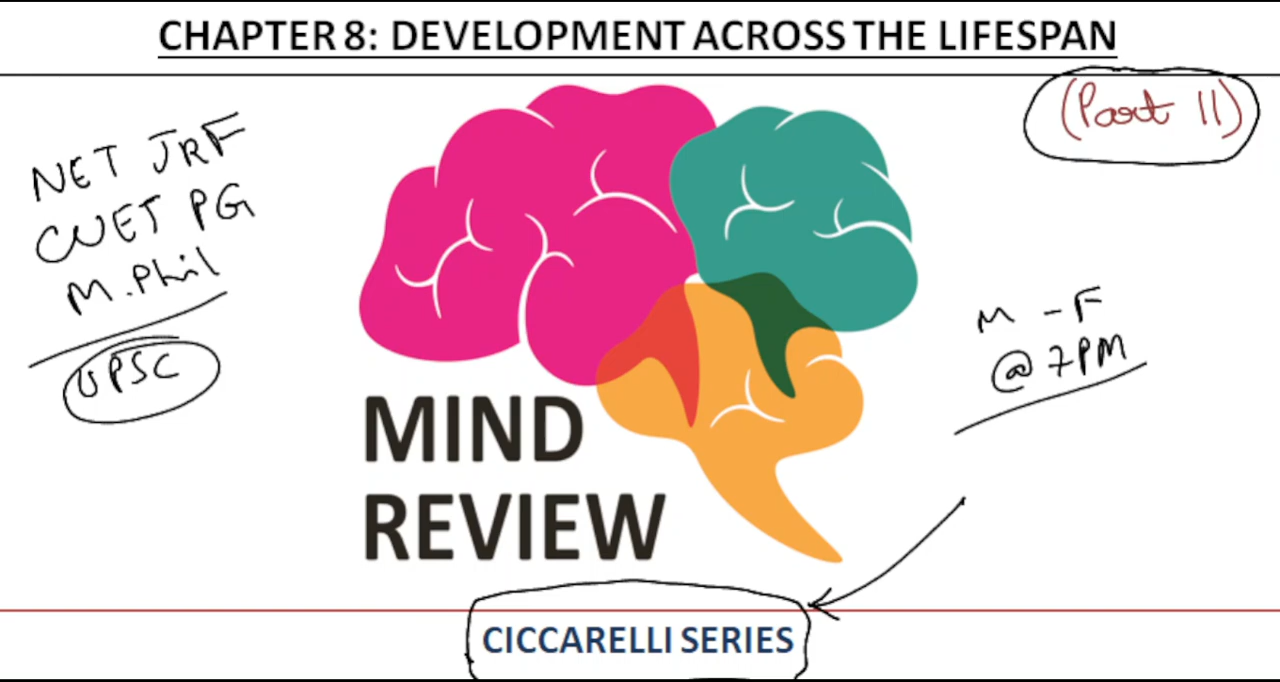 CHAPTER 8: DEVELOPMENT ACROSS THE LIFESPAN
(Part II)
NET JRF
CUET PG
M.Phil
UPSC
M - F
@ 7PM
MIND
REVIEW
CICCARELLI SERIES